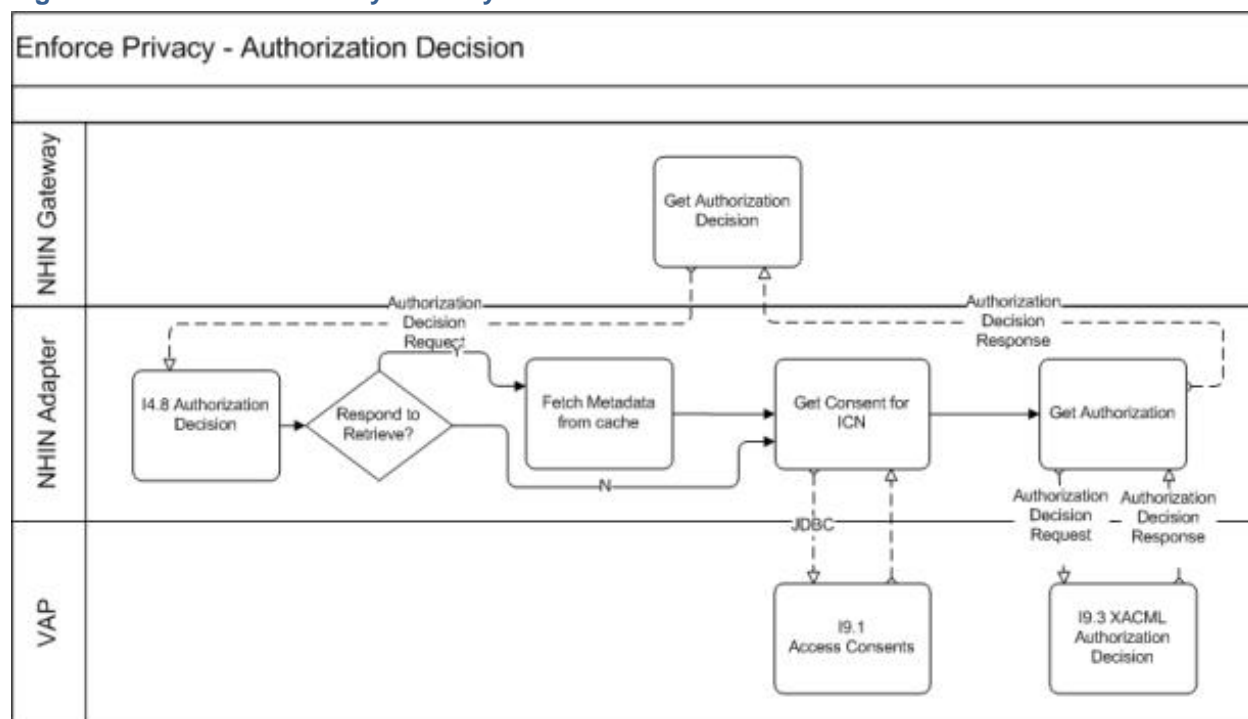 Enforce Privacy - Authorization Decision
NHIN Gateway
Get Authorization
Decision
NHIN Adapter
Authorization
Decision
Request
Y
Authorization
Decision
Response
I4.8 Authorization
Decision
Respond to
Retrieve?
Fetch Metadata
from cache
Get Consent for
ICN
Get Authorization
N
JDBC
Authorization
Decision
Request
Authorization
Decision
Response
VAP
I9.1
Access Consents
I9.3 XACML
Authorization
Decision